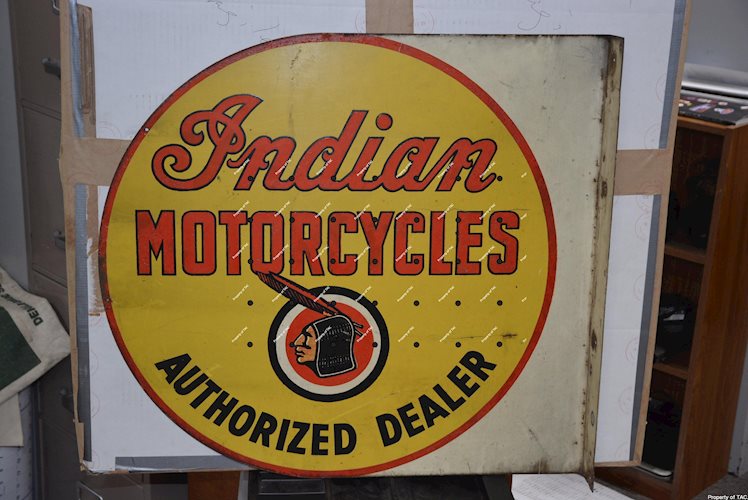 Indian
MOTORCYCLES
AUTHORIZED DEALER
Property of TAC